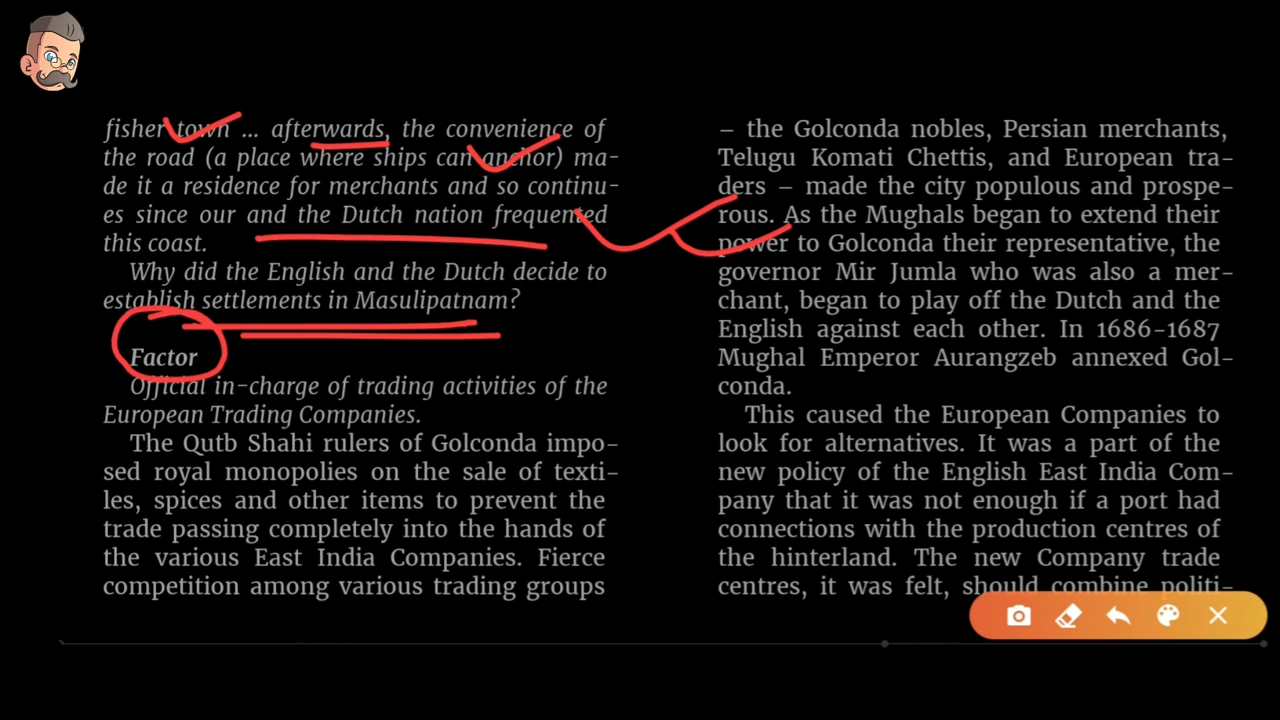 fisher town ... afterwards, the convenience of
the road (a place where ships can anchor) ma-
de it a residence for merchants and so continu-
es since our and the Dutch nation frequented
this coast.
Why did the English and the Dutch decide to
establish settlements in Masulipatnam?
Factor
Official in-charge of trading activities of the
European Trading Companies.
The Qutb Shahi rulers of Golconda impo-
sed royal monopolies on the sale of texti-
les, spices and other items to prevent the
trade passing completely into the hands of
the various East India Companies. Fierce
competition among various trading groups
– the Golconda nobles, Persian merchants,
Telugu Komati Chettis, and European tra-
ders – made the city populous and prospe-
rous. As the Mughals began to extend their
power to Golconda their representative, the
governor Mir Jumla who was also a mer-
chant, began to play off the Dutch and the
English against each other. In 1686-1687
Mughal Emperor Aurangzeb annexed Gol-
conda.
This caused the European Companies to
look for alternatives. It was a part of the
new policy of the English East India Com-
pany that it was not enough if a port had
connections with the production centres of
the hinterland. The new Company trade
centres, it was felt, should combine politi-